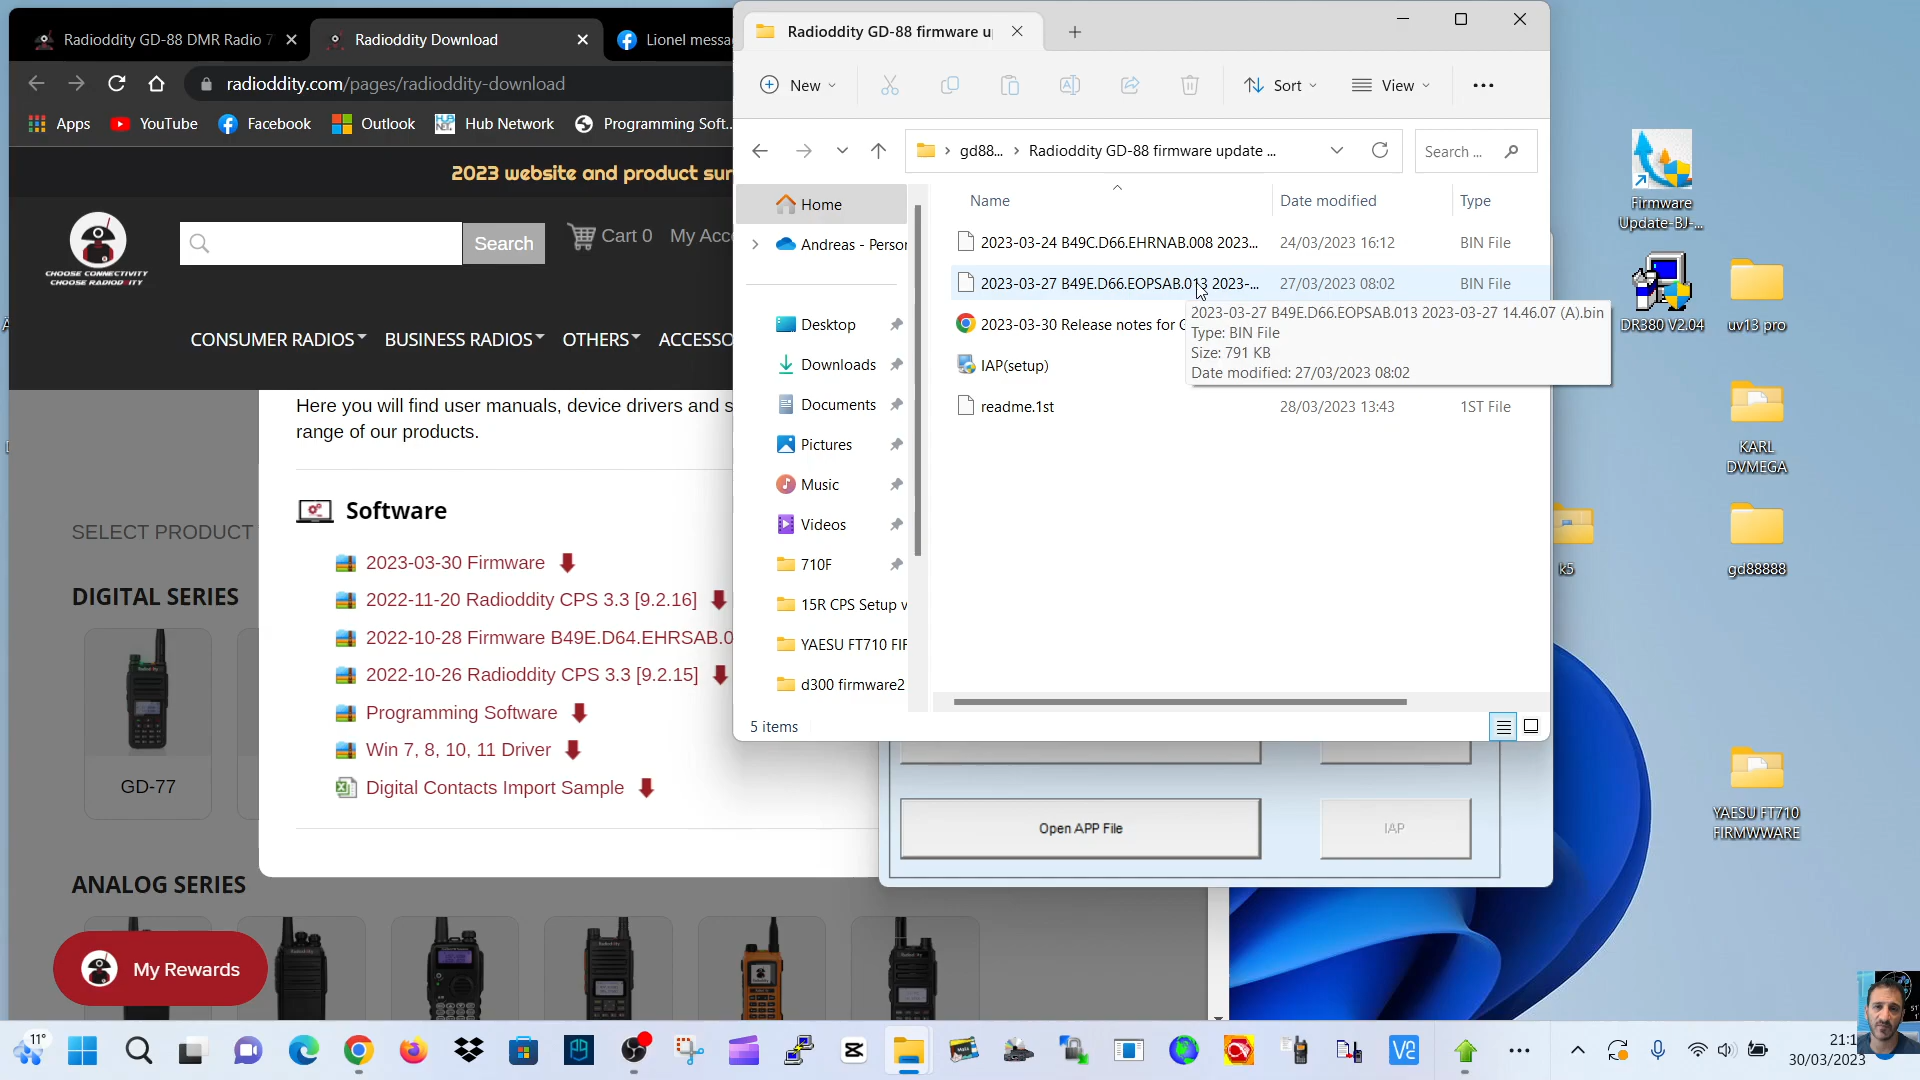 Radioddity GD-88 DMR Radio 7
Radioddity Download
Lionel messa
radioddity.com/pages/radioddity-download
Apps
YouTube
Facebook
Outlook
Hub Network
Programming Soft...
2023 website and product sur
CHOOSE CONNECTIVITY
CHOOSE RADIODDITY
Search
Cart 0
My Acc
CONSUMER RADIOS
BUSINESS RADIOS
OTHERS
ACCESSO
Here you will find user manuals, device drivers and s
range of our products.
SELECT PRODUCT
Software
2023-03-30 Firmware
2022-11-20 Radioddity CPS 3.3 [9.2.16]
2022-10-28 Firmware B49E.D64.EHRSAB.0
2022-10-26 Radioddity CPS 3.3 [9.2.15]
Programming Software
Win 7, 8, 10, 11 Driver
Digital Contacts Import Sample
DIGITAL SERIES
GD-77
ANALOG SERIES
My Rewards
Radioddity GD-88 firmware u
New
Sort
View
gd88...
Radioddity GD-88 firmware update ...
Search ...
Home
Andreas - Person
Desktop
Downloads
Documents
Pictures
Music
Videos
710F
15R CPS Setup v
YAESU FT710 FIR
d300 firmware2
Name
Date modified
Type
2023-03-24 B49C.D66.EHRNAB.008 2023...
24/03/2023 16:12
BIN File
2023-03-27 B49E.D66.EOPSAB.013 2023-...
27/03/2023 08:02
BIN File
2023-03-30 Release notes for G
IAP(setup)
readme.1st
28/03/2023 13:43
1ST File
2023-03-27 B49E.D66.EOPSAB.013 2023-03-27 14.46.07 (A).bin
Type: BIN File
Size: 791 KB
Date modified: 27/03/2023 08:02
5 items
Open APP File
IAP
Firmware
Update-BJ-...
DR380 V2.04
uv13 pro
KARL
DVMEGA
k5
gd88888
YAESU FT710
FIRMWWARE
11°
21:1
30/03/2023